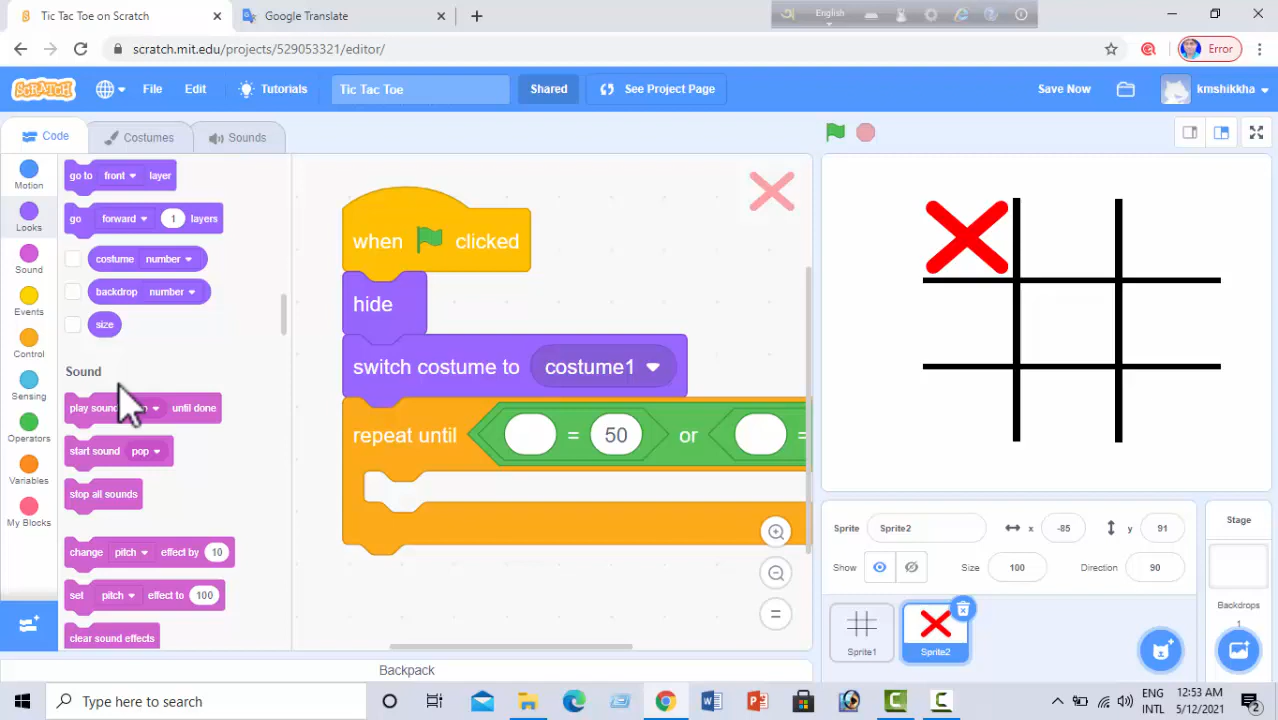 Tic Tac Toe on Scratch
Google Translate
English
scratch.mit.edu/projects/529053321/editor/
Error
SCRATCH
File
Edit
Tutorials
Tic Tac Toe
Shared
See Project Page
Save Now
kmshikkha
Code
Costumes
Sounds
Motion
Looks
Sound
Events
Control
Sensing
Operators
Variables
My Blocks
go to front layer
go forward 1 layers
costume number
backdrop number
size
Sound
play sound until done
start sound pop
stop all sounds
change pitch effect by 10
set pitch effect to 100
clear sound effects
when clicked
hide
switch costume to costume1
repeat until = 50 or =
Sprite Sprite2 x -85 y 91
Show Size 100 Direction 90
Sprite1
Sprite2
Stage
Backdrops
1
Backpack
Type here to search
ENG
INTL
12:53 AM
5/12/2021
2